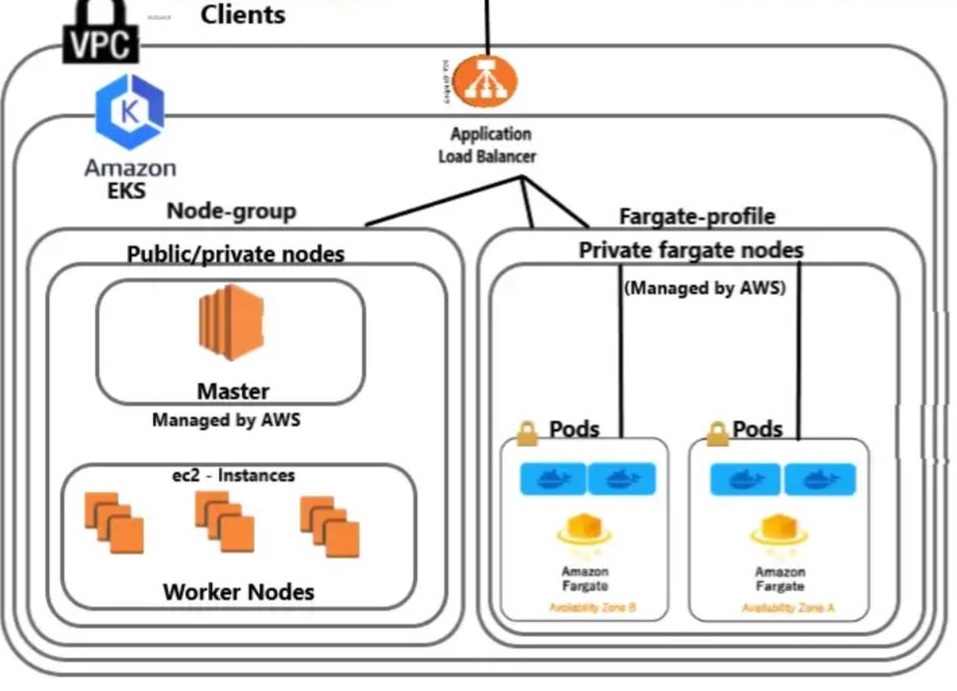 Clients
VPC
K
Amazon
EKS
Application
Load Balancer
Node-group
Fargate-profile
Public/private nodes
Private fargate nodes
(Managed by AWS)
Master
Managed by AWS
ec2 - Instances
Worker Nodes
Pods
Pods
Amazon
Fargate
Availability Zone B
Amazon
Fargate
Availability Zone A